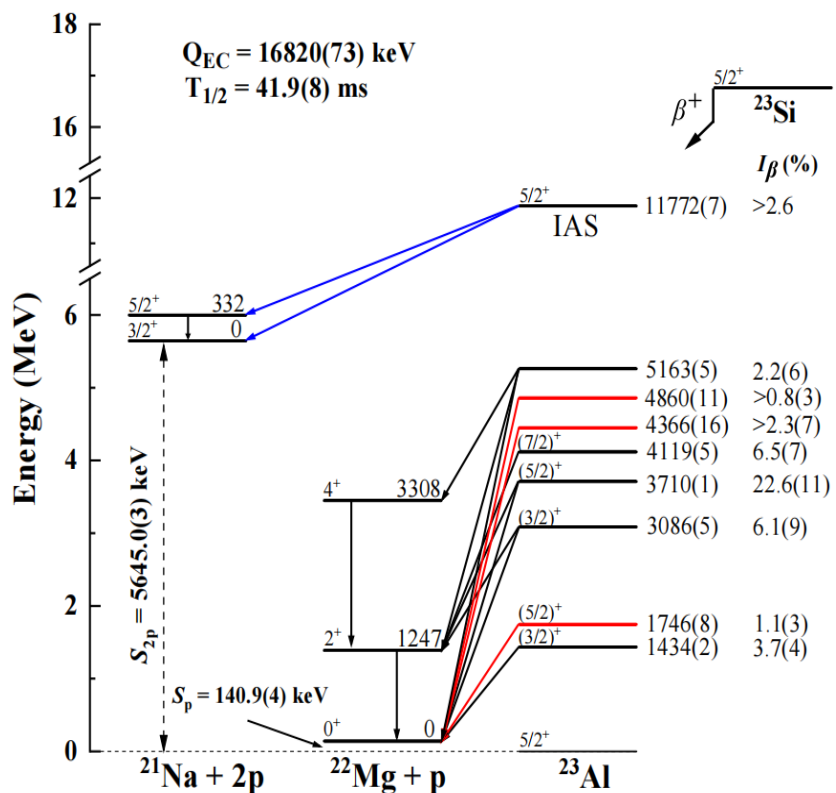 Q_EC = 16820(73) keV
T_1/2 = 41.9(8) ms
18
16
12
6
4
2
0
Energy (MeV)
5/2⁺
²³Si
β⁺
I_β (%)
5/2⁺
IAS
11772(7) >2.6
5/2⁺ 332
3/2⁺ 0
5163(5) 2.2(6)
4860(11) >0.8(3)
4366(16) >2.3(7)
(7/2)⁺ 4119(5) 6.5(7)
(5/2)⁺ 3710(1) 22.6(11)
(3/2)⁺ 3086(5) 6.1(9)
(5/2)⁺ 1746(8) 1.1(3)
(3/2)⁺ 1434(2) 3.7(4)
4⁺ 3308
2⁺ 1247
0⁺ 0
S_2p = 5645.0(3) keV
S_p = 140.9(4) keV
5/2⁺
²¹Na + 2p
²²Mg + p
²³Al